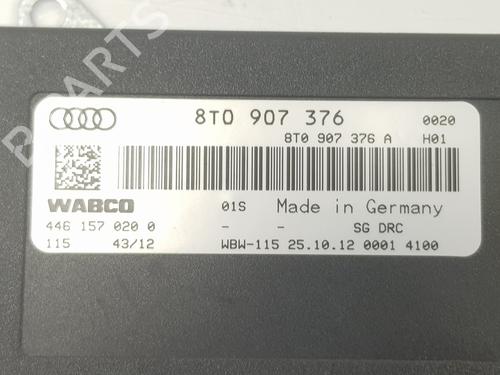 8T0 907 376 0020
8T0 907 376 A H01
WABCO 01S Made in Germany
446 157 020 0 - - SG DRC
115 43/12 WBW-115 25.10.12 0001 4100
B PARTS